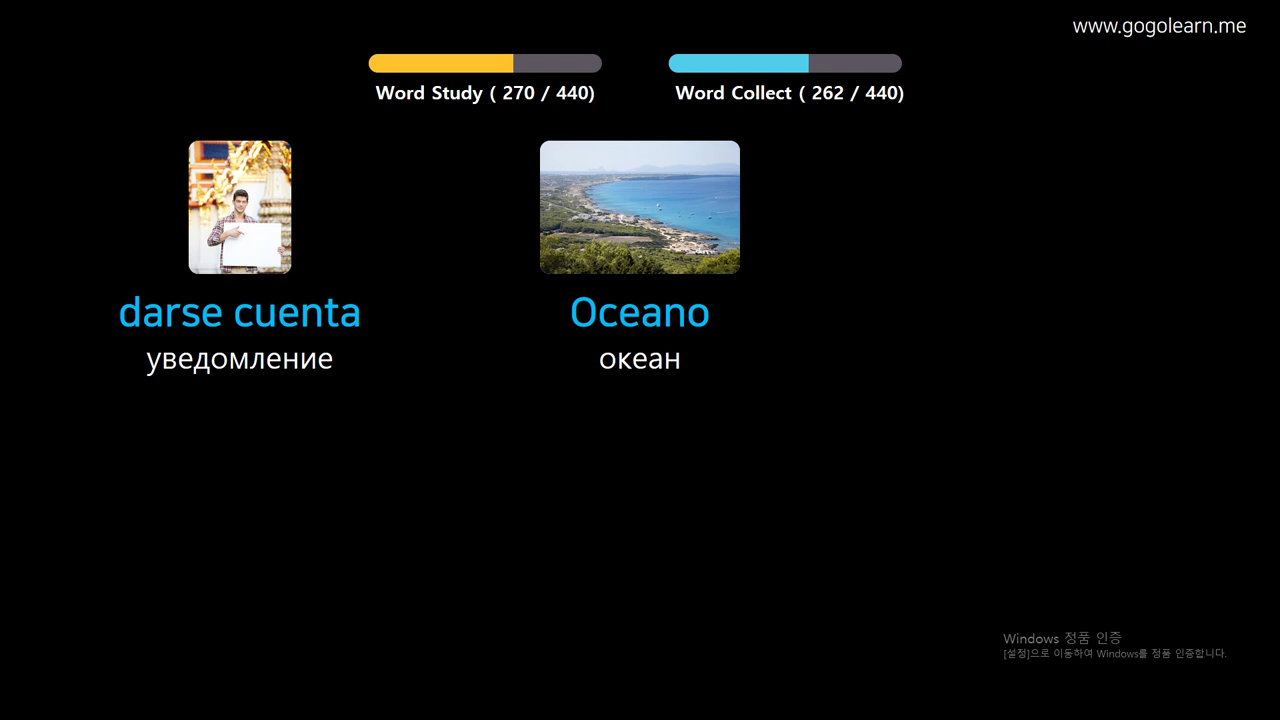 www.gogolearn.me
Word Study ( 270 / 440)
Word Collect ( 262 / 440)
darse cuenta
уведомление
Oceano
океан
Windows 정품 인증
[설정]으로 이동하여 Windows를 정품 인증합니다.